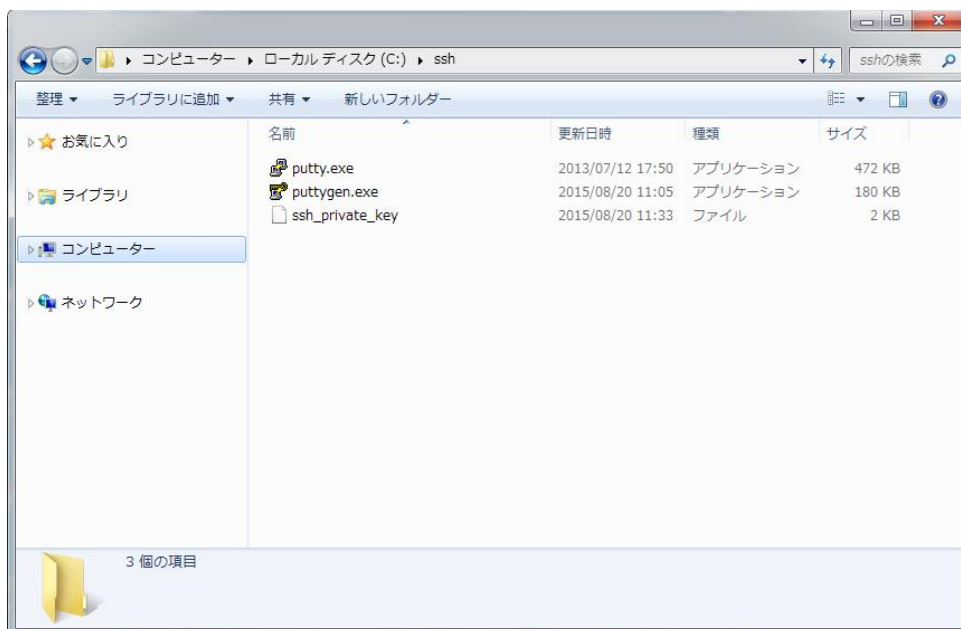 コンピューター ▸ ローカル ディスク (C:) ▸ ssh
sshの検索
整理 ライブラリに追加 共有 新しいフォルダー
お気に入り
ライブラリ
コンピューター
ネットワーク
名前 更新日時 種類 サイズ
putty.exe 2013/07/12 17:50 アプリケーション 472 KB
puttygen.exe 2015/08/20 11:05 アプリケーション 180 KB
ssh_private_key 2015/08/20 11:33 ファイル 2 KB
3 個の項目